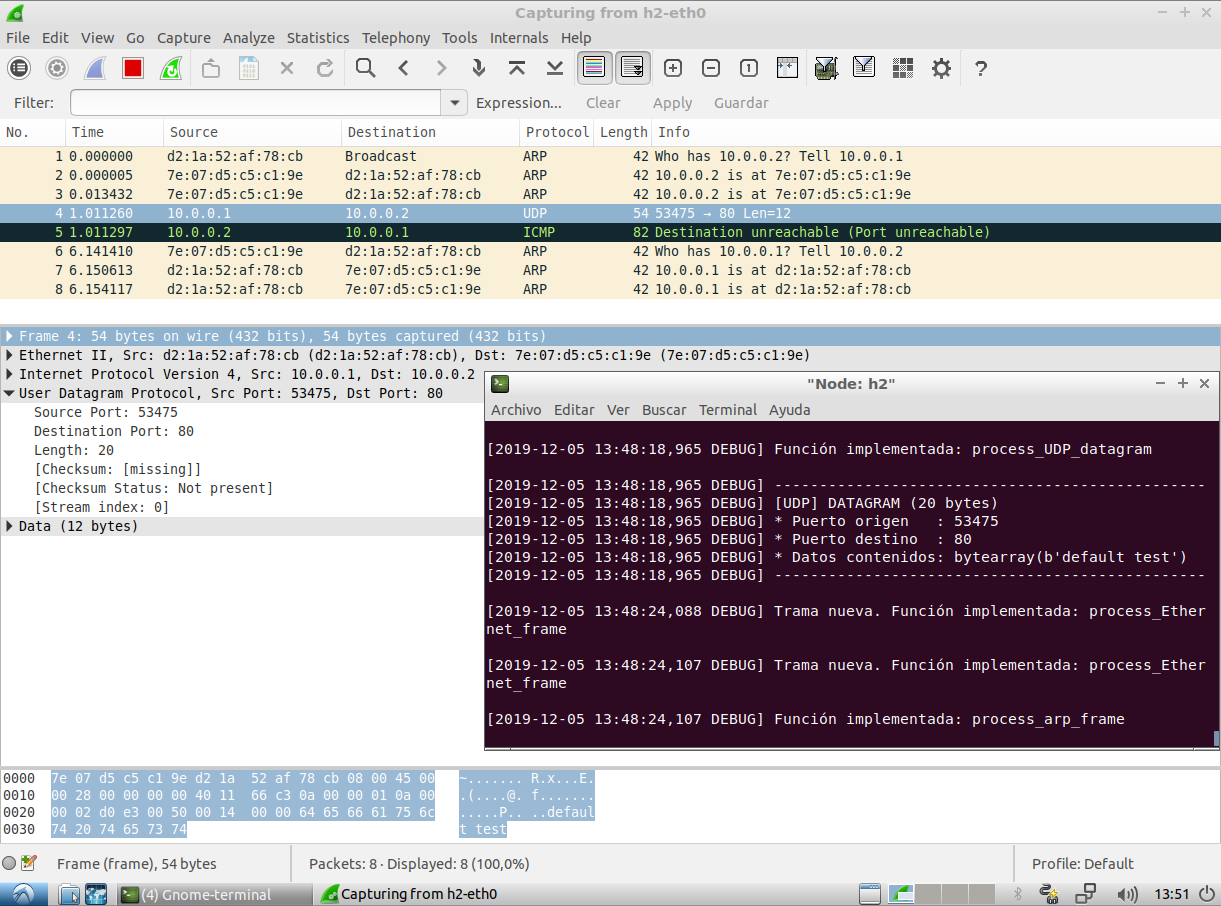 Capturing from h2-eth0
File Edit View Go Capture Analyze Statistics Telephony Tools Internals Help
Filter: Expression... Clear Apply Guardar
No. Time Source Destination Protocol Length Info
1 0.000000 d2:1a:52:af:78:cb Broadcast ARP 42 Who has 10.0.0.2? Tell 10.0.0.1
2 0.000005 7e:07:d5:c5:c1:9e d2:1a:52:af:78:cb ARP 42 10.0.0.2 is at 7e:07:d5:c5:c1:9e
3 0.013432 7e:07:d5:c5:c1:9e d2:1a:52:af:78:cb ARP 42 10.0.0.2 is at 7e:07:d5:c5:c1:9e
4 1.011260 10.0.0.1 10.0.0.2 UDP 54 53475 → 80 Len=12
5 1.011297 10.0.0.2 10.0.0.1 ICMP 82 Destination unreachable (Port unreachable)
6 6.141410 7e:07:d5:c5:c1:9e d2:1a:52:af:78:cb ARP 42 Who has 10.0.0.1? Tell 10.0.0.2
7 6.150613 d2:1a:52:af:78:cb 7e:07:d5:c5:c1:9e ARP 42 10.0.0.1 is at d2:1a:52:af:78:cb
8 6.154117 d2:1a:52:af:78:cb 7e:07:d5:c5:c1:9e ARP 42 10.0.0.1 is at d2:1a:52:af:78:cb
Frame 4: 54 bytes on wire (432 bits), 54 bytes captured (432 bits)
Ethernet II, Src: d2:1a:52:af:78:cb (d2:1a:52:af:78:cb), Dst: 7e:07:d5:c5:c1:9e (7e:07:d5:c5:c1:9e)
Internet Protocol Version 4, Src: 10.0.0.1, Dst: 10.0.0.2
User Datagram Protocol, Src Port: 53475, Dst Port: 80
Source Port: 53475
Destination Port: 80
Length: 20
[Checksum: [missing]]
[Checksum Status: Not present]
[Stream index: 0]
Data (12 bytes)
"Node: h2"
Archivo Editar Ver Buscar Terminal Ayuda
[2019-12-05 13:48:18,965 DEBUG] Función implementada: process_UDP_datagram
[2019-12-05 13:48:18,965 DEBUG] ------------------------------------------------
[2019-12-05 13:48:18,965 DEBUG] [UDP] DATAGRAM (20 bytes)
[2019-12-05 13:48:18,965 DEBUG] * Puerto origen   : 53475
[2019-12-05 13:48:18,965 DEBUG] * Puerto destino  : 80
[2019-12-05 13:48:18,965 DEBUG] * Datos contenidos: bytearray(b'default test')
[2019-12-05 13:48:18,965 DEBUG] ------------------------------------------------
[2019-12-05 13:48:24,088 DEBUG] Trama nueva. Función implementada: process_Ether
net_frame
[2019-12-05 13:48:24,107 DEBUG] Trama nueva. Función implementada: process_Ether
net_frame
[2019-12-05 13:48:24,107 DEBUG] Función implementada: process_arp_frame
0000 7e 07 d5 c5 c1 9e d2 1a 52 af 78 cb 08 00 45 00 ~....... R.x...E.
0010 00 28 00 00 00 00 40 11 66 c3 0a 00 00 01 0a 00 .(....@. f.......
0020 00 02 d0 e3 00 50 00 14 00 00 64 65 66 61 75 6c .....P.. ..defaul
0030 74 20 74 65 73 74 t test
Frame (frame), 54 bytes Packets: 8 · Displayed: 8 (100,0%) Profile: Default
(4) Gnome-terminal Capturing from h2-eth0 13:51